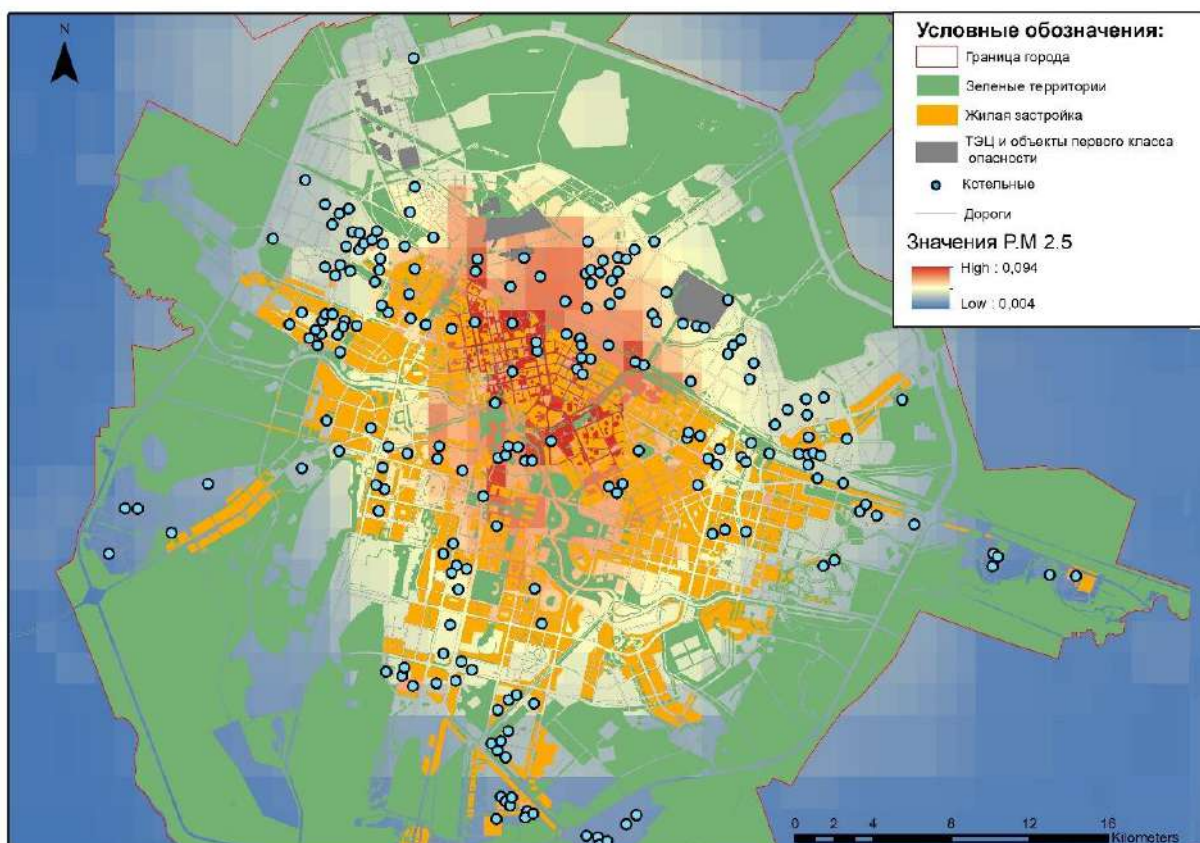 N
Условные обозначения:
Граница города
Зеленые территории
Жилая застройка
ТЭЦ и объекты первого класса
опасности
Котельные
Дороги
Значения P.M 2.5
High : 0,094
Low : 0,004
0 2 4 8 12 16
Kilometers